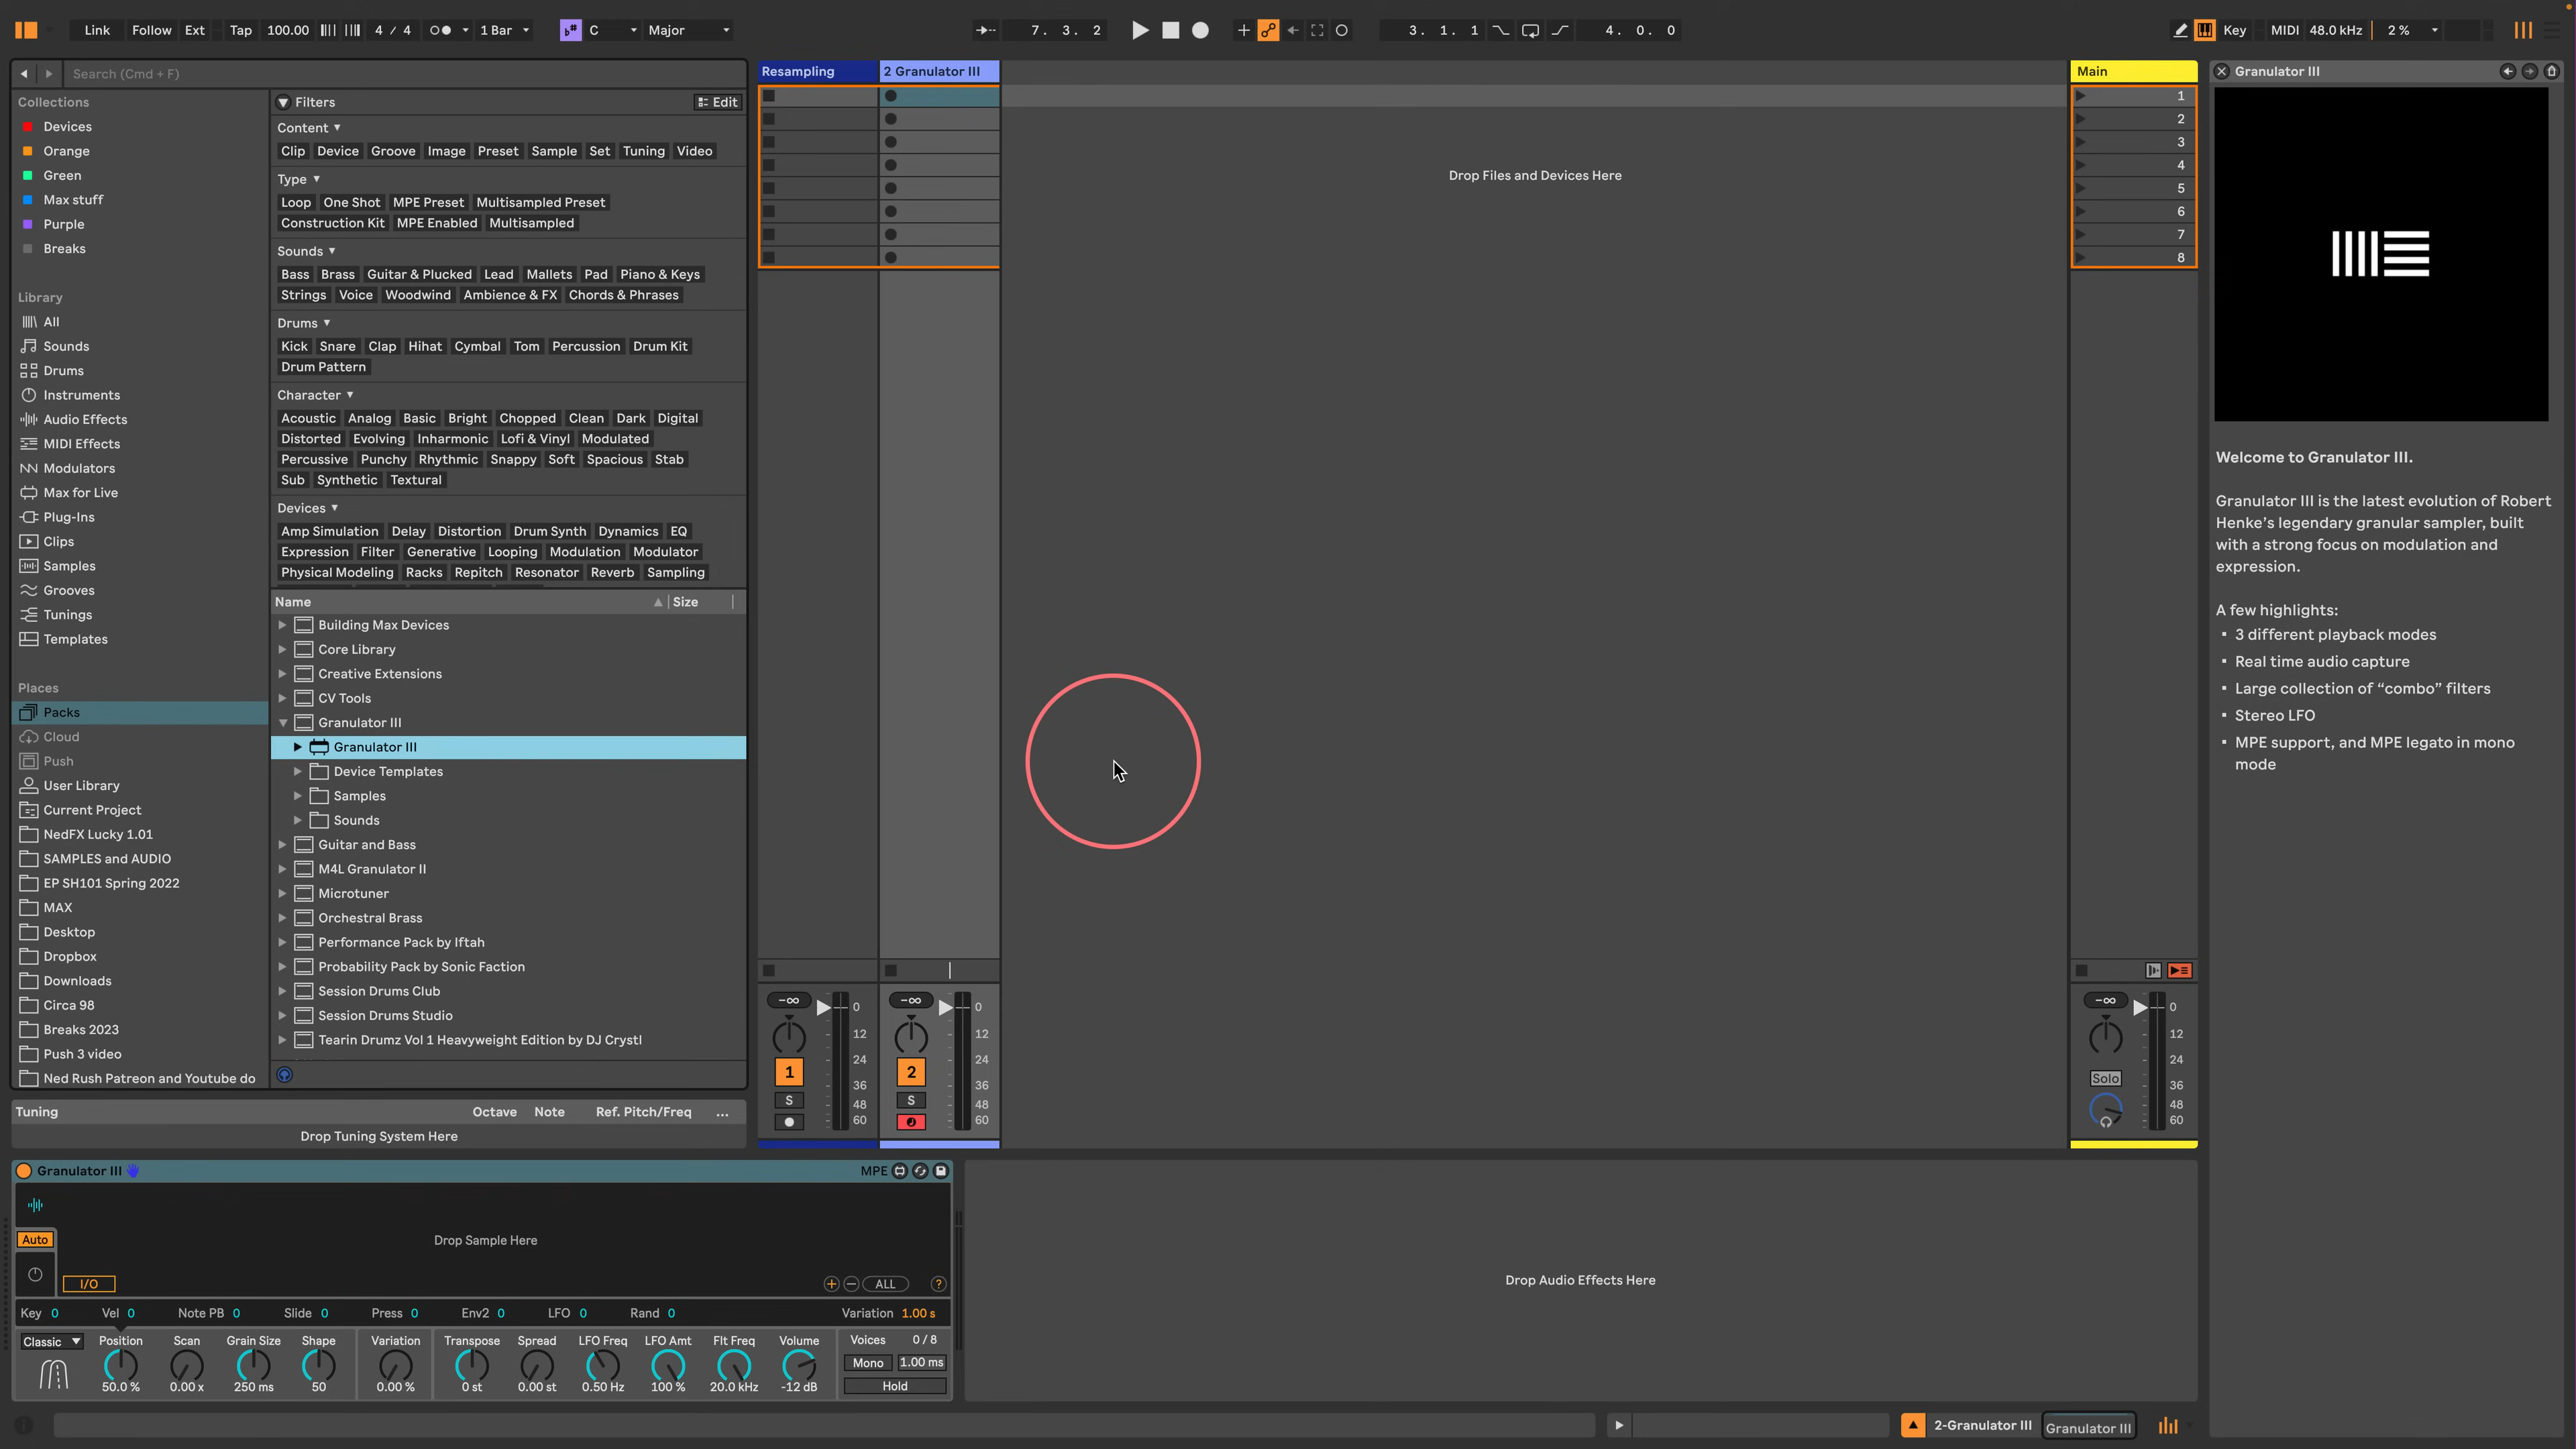 Link Follow Ext Tap 100.00 4 / 4 1 Bar C Major 7. 3. 2 3. 1. 1 4. 0. 0 Key MIDI 48.0 kHz 2 %
Search (Cmd + F)
Collections
Devices
Orange
Green
Max stuff
Purple
Breaks
Library
All
Sounds
Drums
Instruments
Audio Effects
MIDI Effects
Modulators
Max for Live
Plug-Ins
Clips
Samples
Grooves
Tunings
Templates
Places
Packs
Cloud
Push
User Library
Current Project
NedFX Lucky 1.01
SAMPLES and AUDIO
EP SH101 Spring 2022
MAX
Desktop
Dropbox
Downloads
Circa 98
Breaks 2023
Push 3 video
Ned Rush Patreon and Youtube do
Filters Edit
Content
Clip Device Groove Image Preset Sample Set Tuning Video
Type
Loop One Shot MPE Preset Multisampled Preset
Construction Kit MPE Enabled Multisampled
Sounds
Bass Brass Guitar & Plucked Lead Mallets Pad Piano & Keys
Strings Voice Woodwind Ambience & FX Chords & Phrases
Drums
Kick Snare Clap Hihat Cymbal Tom Percussion Drum Kit
Drum Pattern
Character
Acoustic Analog Basic Bright Chopped Clean Dark Digital
Distorted Evolving Inharmonic Lofi & Vinyl Modulated
Percussive Punchy Rhythmic Snappy Soft Spacious Stab
Sub Synthetic Textural
Devices
Amp Simulation Delay Distortion Drum Synth Dynamics EQ
Expression Filter Generative Looping Modulation Modulator
Physical Modeling Racks Repitch Resonator Reverb Sampling
Name Size
Building Max Devices
Core Library
Creative Extensions
CV Tools
Granulator III
Granulator III
Device Templates
Samples
Sounds
Guitar and Bass
M4L Granulator II
Microtuner
Orchestral Brass
Performance Pack by Iftah
Probability Pack by Sonic Faction
Session Drums Club
Session Drums Studio
Tearin Drumz Vol 1 Heavyweight Edition by DJ Crystl
Tuning Octave Note Ref. Pitch/Freq ...
Drop Tuning System Here
Resampling 2 Granulator III Main
1
2
3
4
5
6
7
8
Drop Files and Devices Here
-∞ 0 -∞ 0 -∞ 0
12 12 12
24 24 24
1 2 Solo
36 36 36
S S
48 48 48
60 60 60
Granulator III
Welcome to Granulator III.
Granulator III is the latest evolution of Robert
Henke's legendary granular sampler, built
with a strong focus on modulation and
expression.
A few highlights:
▪ 3 different playback modes
▪ Real time audio capture
▪ Large collection of “combo” filters
▪ Stereo LFO
▪ MPE support, and MPE legato in mono
mode
Granulator III MPE
Auto
Drop Sample Here
I/O + − ALL ?
Key 0 Vel 0 Note PB 0 Slide 0 Press 0 Env2 0 LFO 0 Rand 0 Variation 1.00 s
Classic Position Scan Grain Size Shape Variation Transpose Spread LFO Freq LFO Amt Flt Freq Volume Voices 0 / 8
Mono 1.00 ms
50.0 % 0.00 x 250 ms 50 0.00 % 0 st 0.00 st 0.50 Hz 100 % 20.0 kHz -12 dB Hold
Drop Audio Effects Here
2-Granulator III Granulator III